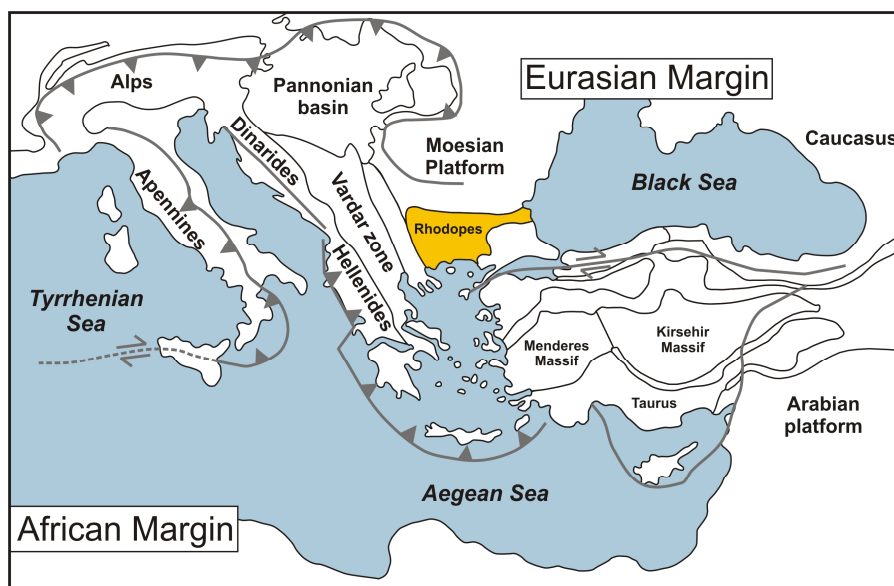 Alps
Pannonian
basin
Eurasian Margin
Caucasus
Moesian
Platform
Dinarides
Black Sea
Apennines
Vardar zone
Rhodopes
Hellenides
Tyrrhenian
Sea
Menderes
Massif
Kirsehir
Massif
Taurus
Arabian
platform
Aegean Sea
African Margin